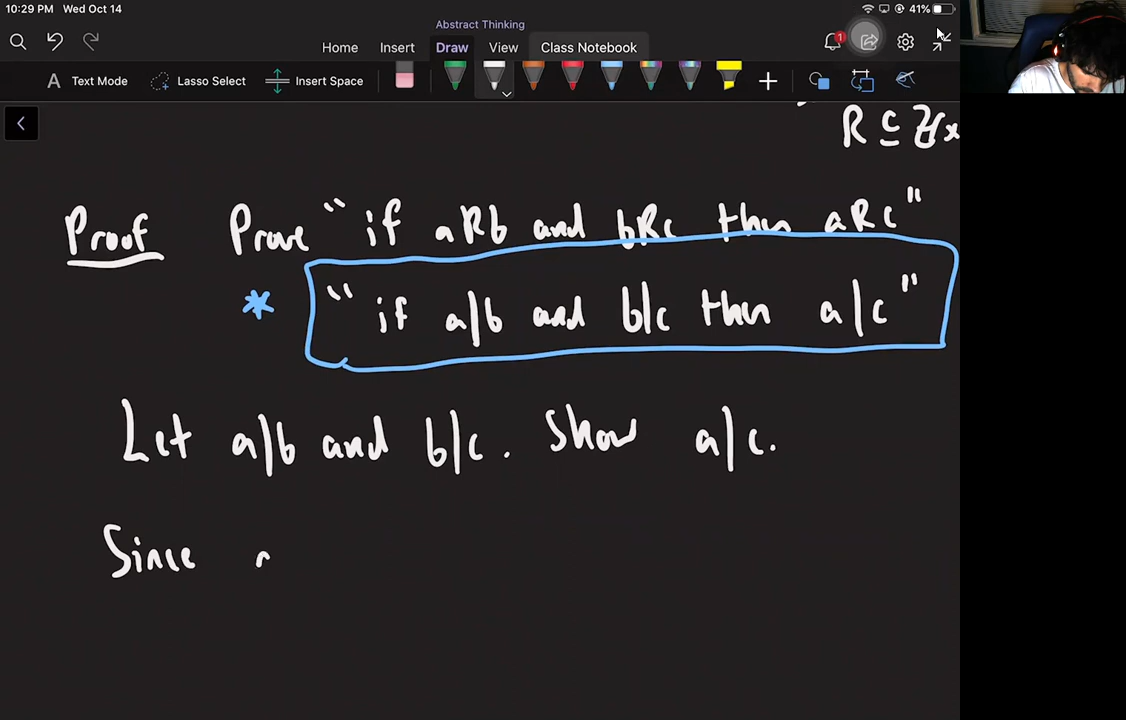 10:29 PM Wed Oct 14
41%
Abstract Thinking
Home Insert Draw View Class Notebook
1
A Text Mode Lasso Select Insert Space
R ⊆ ℤ×
Proof Prove "if aRb and bRc then aRc"
* "if a|b and b|c then a|c"
Let a|b and b|c. Show a|c.
Since